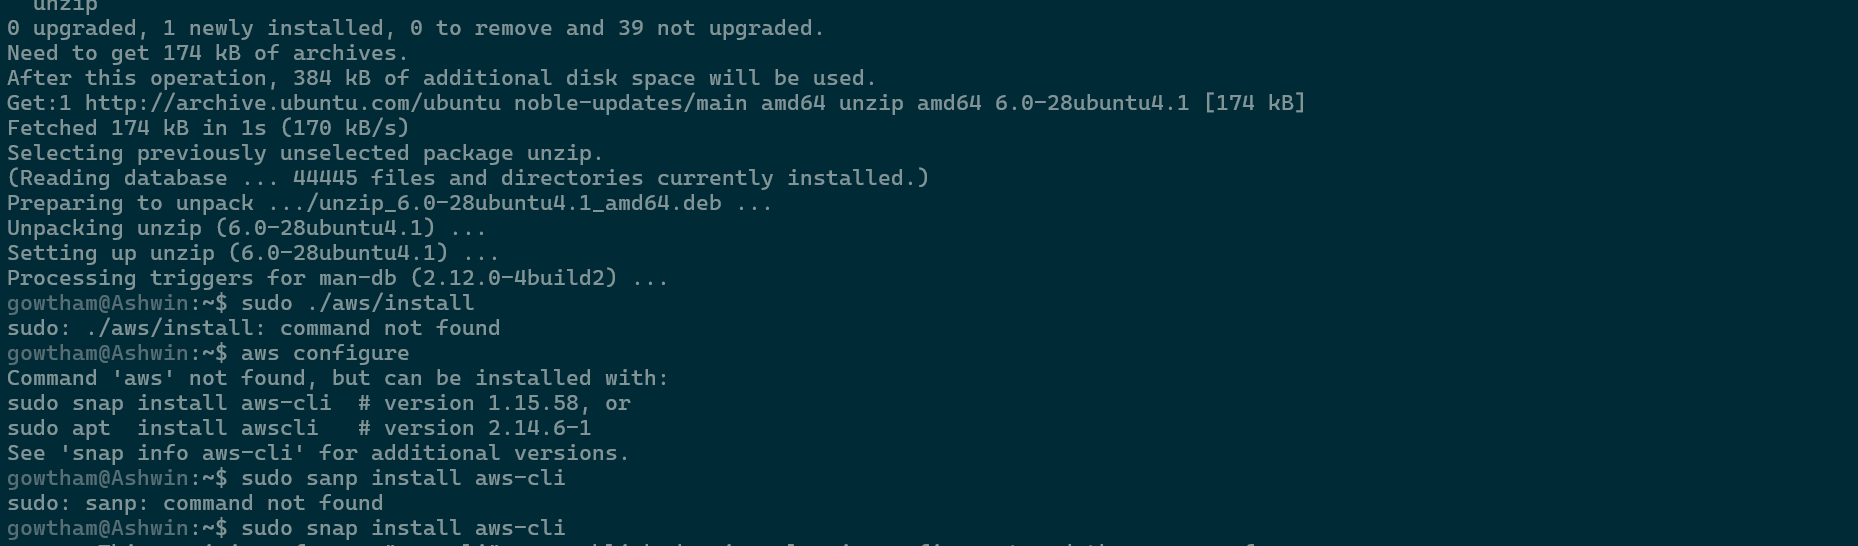 unzip
0 upgraded, 1 newly installed, 0 to remove and 39 not upgraded.
Need to get 174 kB of archives.
After this operation, 384 kB of additional disk space will be used.
Get:1 http://archive.ubuntu.com/ubuntu noble-updates/main amd64 unzip amd64 6.0-28ubuntu4.1 [174 kB]
Fetched 174 kB in 1s (170 kB/s)
Selecting previously unselected package unzip.
(Reading database ... 44445 files and directories currently installed.)
Preparing to unpack .../unzip_6.0-28ubuntu4.1_amd64.deb ...
Unpacking unzip (6.0-28ubuntu4.1) ...
Setting up unzip (6.0-28ubuntu4.1) ...
Processing triggers for man-db (2.12.0-4build2) ...
gowtham@Ashwin:~$ sudo ./aws/install
sudo: ./aws/install: command not found
gowtham@Ashwin:~$ aws configure
Command 'aws' not found, but can be installed with:
sudo snap install aws-cli  # version 1.15.58, or
sudo apt  install awscli   # version 2.14.6-1
See 'snap info aws-cli' for additional versions.
gowtham@Ashwin:~$ sudo sanp install aws-cli
sudo: sanp: command not found
gowtham@Ashwin:~$ sudo snap install aws-cli